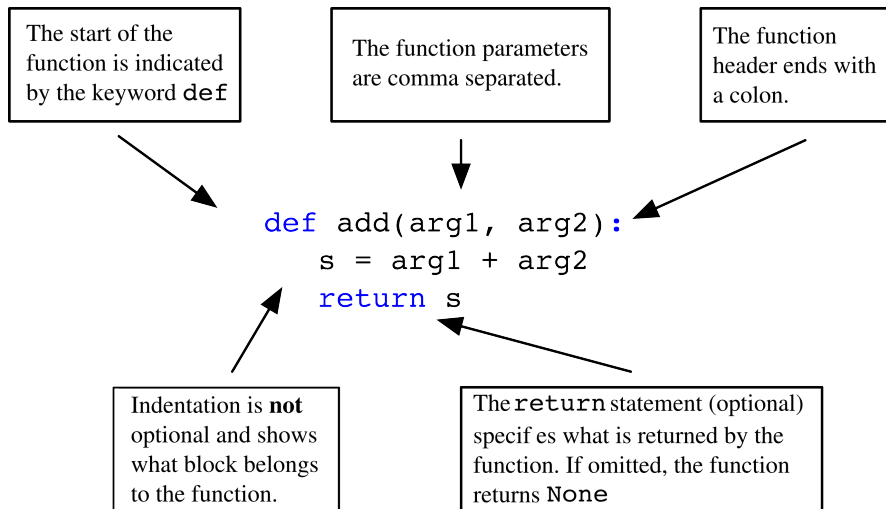 The start of the
function is indicated
by the keyword def
The function parameters
are comma separated.
The function
header ends with
a colon.
def add(arg1, arg2):
s = arg1 + arg2
return s
Indentation is not
optional and shows
what block belongs
to the function.
The return statement (optional)
specif es what is returned by the
function. If omitted, the function
returns None